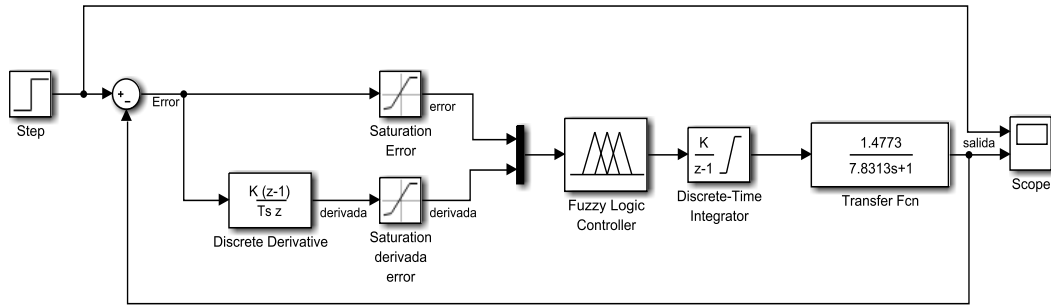 Step
+
-
Error
Saturation
Error
error
K (z-1)
Ts z
Discrete Derivative
derivada
Saturation
derivada
error
derivada
Fuzzy Logic
Controller
K
z-1
Discrete-Time
Integrator
1.4773
7.8313s+1
Transfer Fcn
salida
Scope